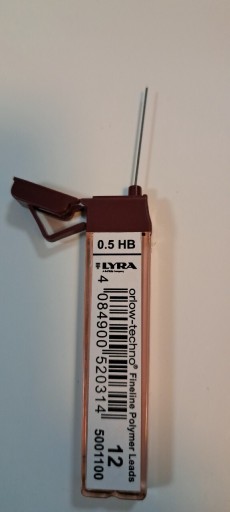 0.5 HB
LYRA
orlow-techno® Fineline Polymer Leads
4 084900 520314
12
5001100